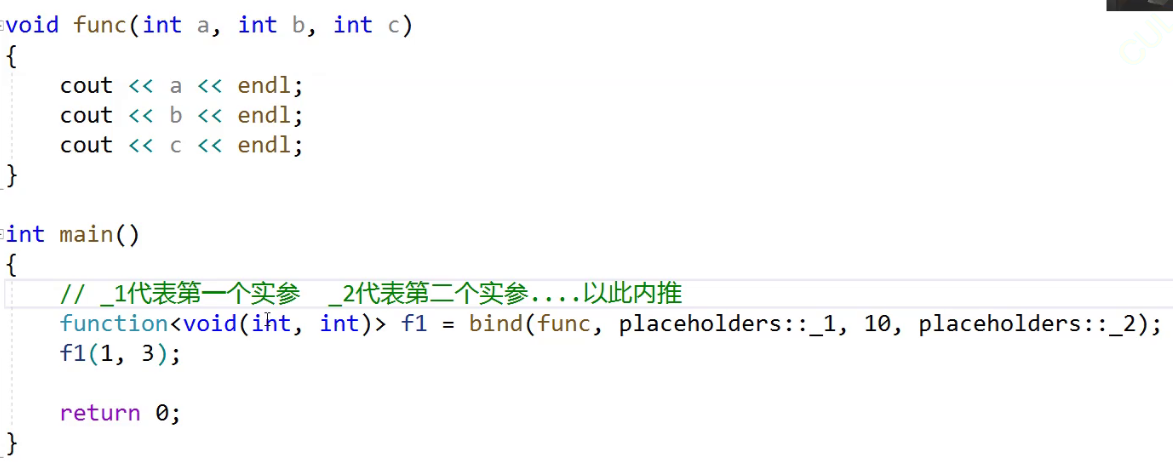 void func(int a, int b, int c)
{
    cout << a << endl;
    cout << b << endl;
    cout << c << endl;
}
int main()
{
    // _1代表第一个实参  _2代表第二个实参....以此内推
    function<void(int, int)> f1 = bind(func, placeholders::_1, 10, placeholders::_2);
    f1(1, 3);
    return 0;
}